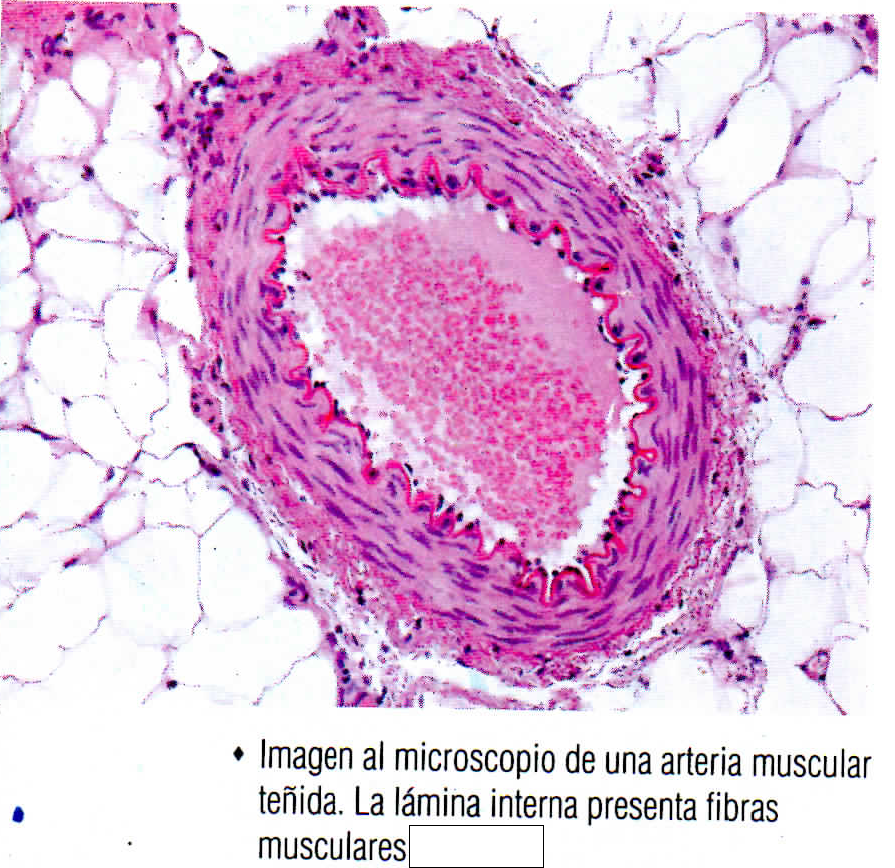 ♦ Imagen al microscopio de una arteria muscular
teñida. La lámina interna presenta fibras
musculares